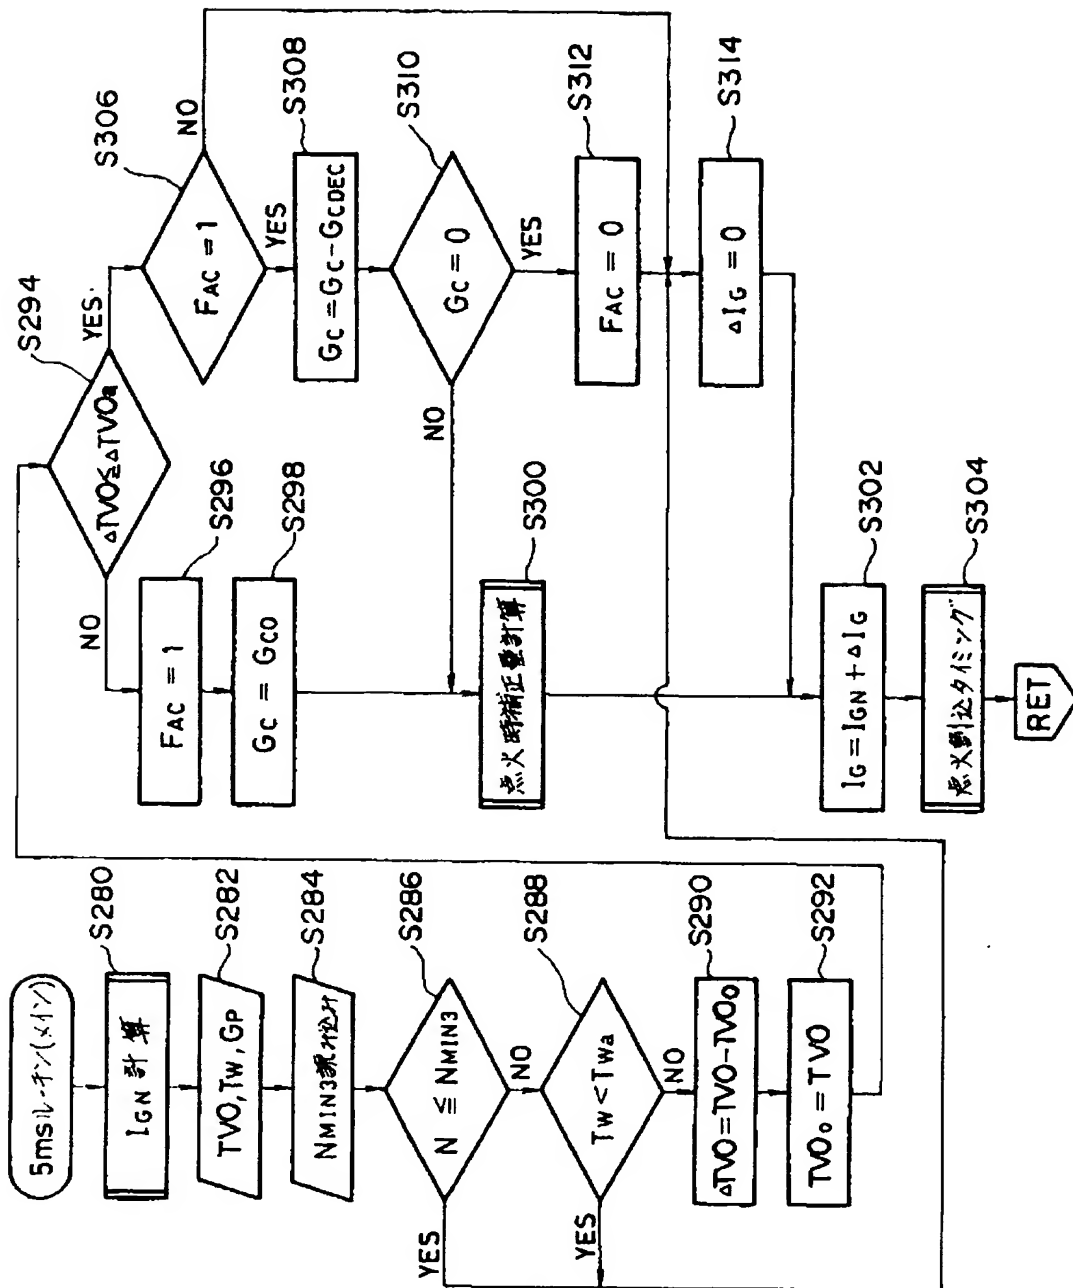 5msルーチン(メイン)
S280
IGN 計算
S282
TVO, TW, GP
S284
NMIN3読み込み
S286
N ≦ NMIN3
YES
NO
S288
TW < TWa
YES
NO
S290
ΔTVO=TVO-TVO0
S292
TVO0 = TVO
S294
ΔTVO≦ΔTVOa
NO
YES.
S296
FAC = 1
S298
GC = GCO
S300
点火時補正量計算
S306
FAC = 1
NO
YES
S308
GC = GC-GCDEC
S310
GC = 0
NO
YES
S312
FAC = 0
S314
ΔIG = 0
S302
IG = IGN + ΔIG
S304
点火割込タイミング
RET